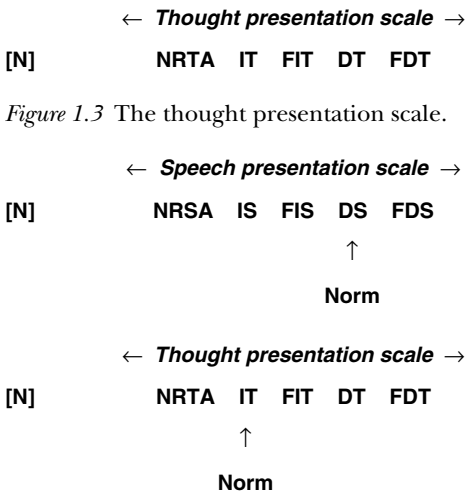 ← Thought presentation scale →
[N] NRTA IT FIT DT FDT
Figure 1.3 The thought presentation scale.
← Speech presentation scale →
[N] NRSA IS FIS DS FDS
↑
Norm
← Thought presentation scale →
[N] NRTA IT FIT DT FDT
↑
Norm